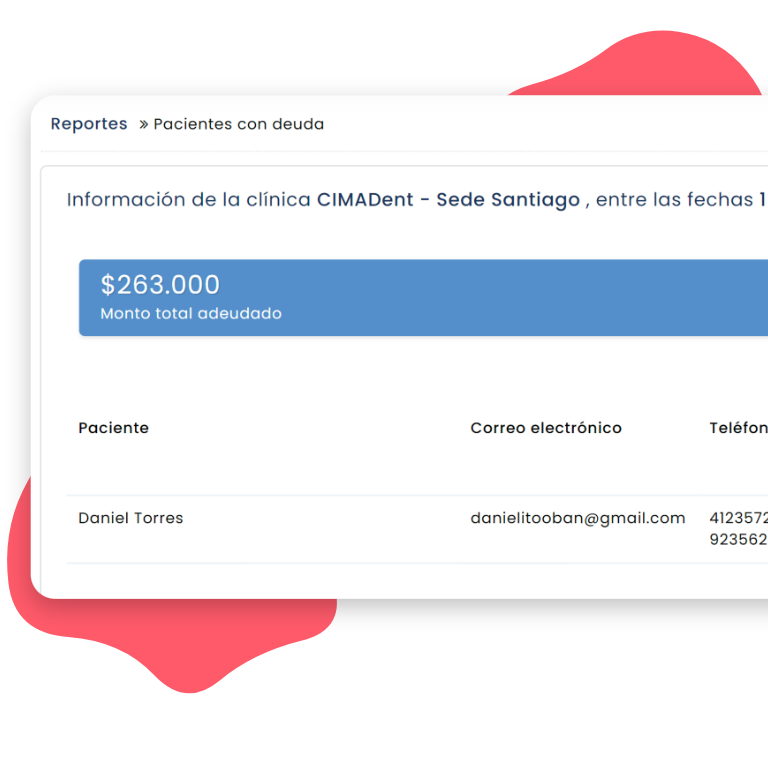 Reportes » Pacientes con deuda
Información de la clínica CIMADent - Sede Santiago , entre las fechas 1
$263.000
Monto total adeudado
Paciente Correo electrónico Teléfon
Daniel Torres danielitooban@gmail.com 412357
923562